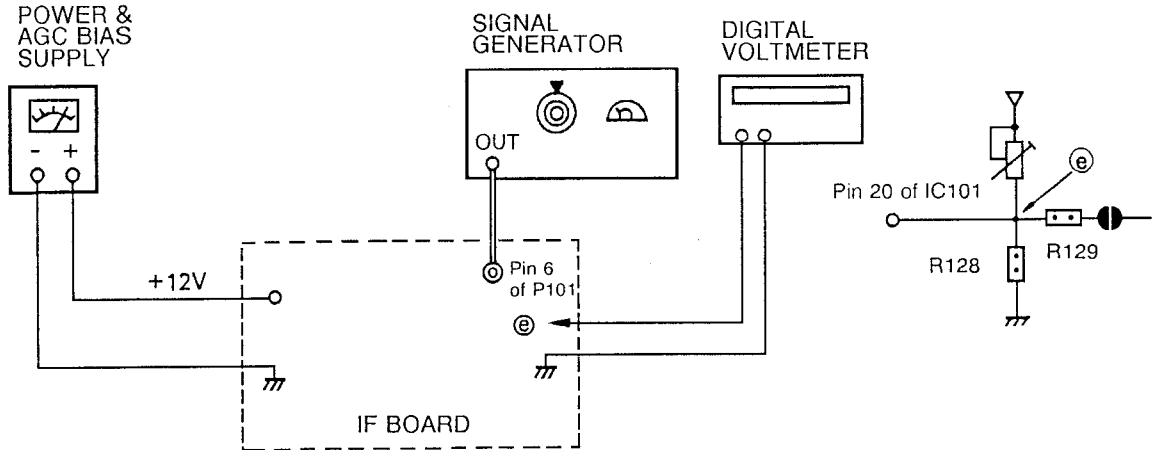 POWER &
AGC BIAS
SUPPLY
- +
SIGNAL
GENERATOR
OUT
DIGITAL
VOLTMETER
+12V
Pin 6
of P101
e
IF BOARD
Pin 20 of IC101
e
R128
R129